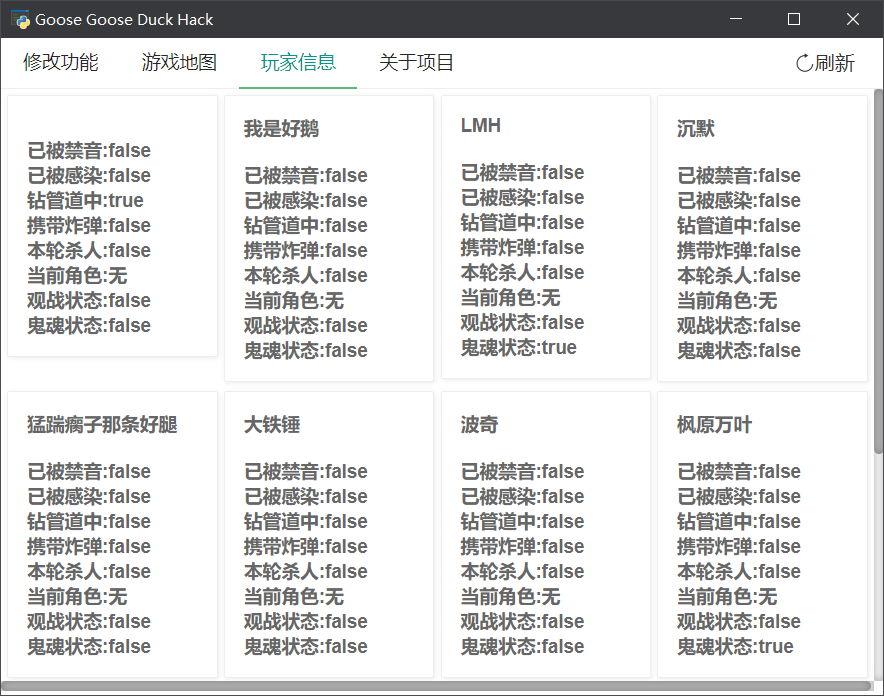 Goose Goose Duck Hack
修改功能 游戏地图 玩家信息 关于项目 刷新
已被禁音:false
已被感染:false
钻管道中:true
携带炸弹:false
本轮杀人:false
当前角色:无
观战状态:false
鬼魂状态:false
我是好鹅
已被禁音:false
已被感染:false
钻管道中:false
携带炸弹:false
本轮杀人:false
当前角色:无
观战状态:false
鬼魂状态:false
LMH
已被禁音:false
已被感染:false
钻管道中:false
携带炸弹:false
本轮杀人:false
当前角色:无
观战状态:false
鬼魂状态:true
沉默
已被禁音:false
已被感染:false
钻管道中:false
携带炸弹:false
本轮杀人:false
当前角色:无
观战状态:false
鬼魂状态:false
猛踹瘸子那条好腿
已被禁音:false
已被感染:false
钻管道中:false
携带炸弹:false
本轮杀人:false
当前角色:无
观战状态:false
鬼魂状态:false
大铁锤
已被禁音:false
已被感染:false
钻管道中:false
携带炸弹:false
本轮杀人:false
当前角色:无
观战状态:false
鬼魂状态:false
波奇
已被禁音:false
已被感染:false
钻管道中:false
携带炸弹:false
本轮杀人:false
当前角色:无
观战状态:false
鬼魂状态:false
枫原万叶
已被禁音:false
已被感染:false
钻管道中:false
携带炸弹:false
本轮杀人:false
当前角色:无
观战状态:false
鬼魂状态:true